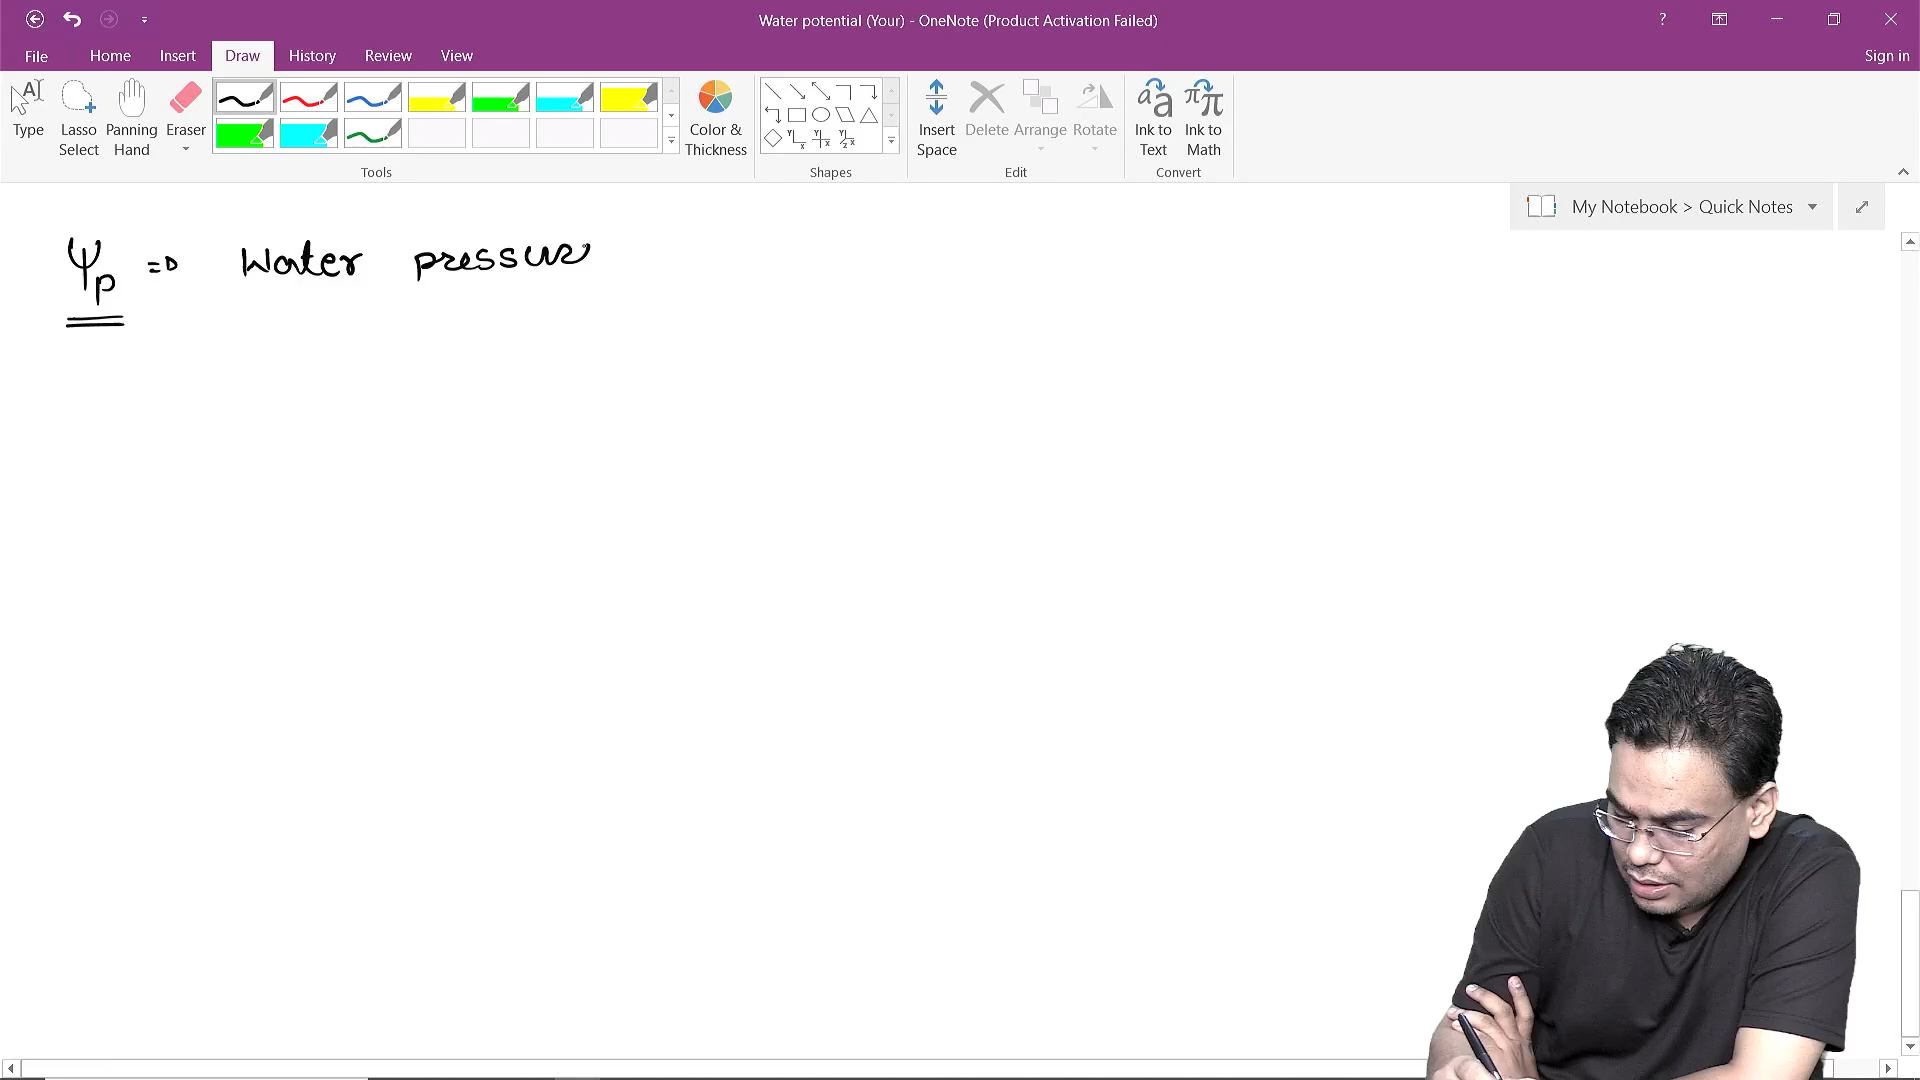 Water potential (Your) - OneNote (Product Activation Failed)
?
File Home Insert Draw History Review View
Sign in
Type
Lasso Select
Panning Hand
Eraser
Color & Thickness
Insert Space
Delete
Arrange
Rotate
Ink to Text
Ink to Math
Tools
Shapes
Edit
Convert
My Notebook > Quick Notes
Ψp => Water pressur